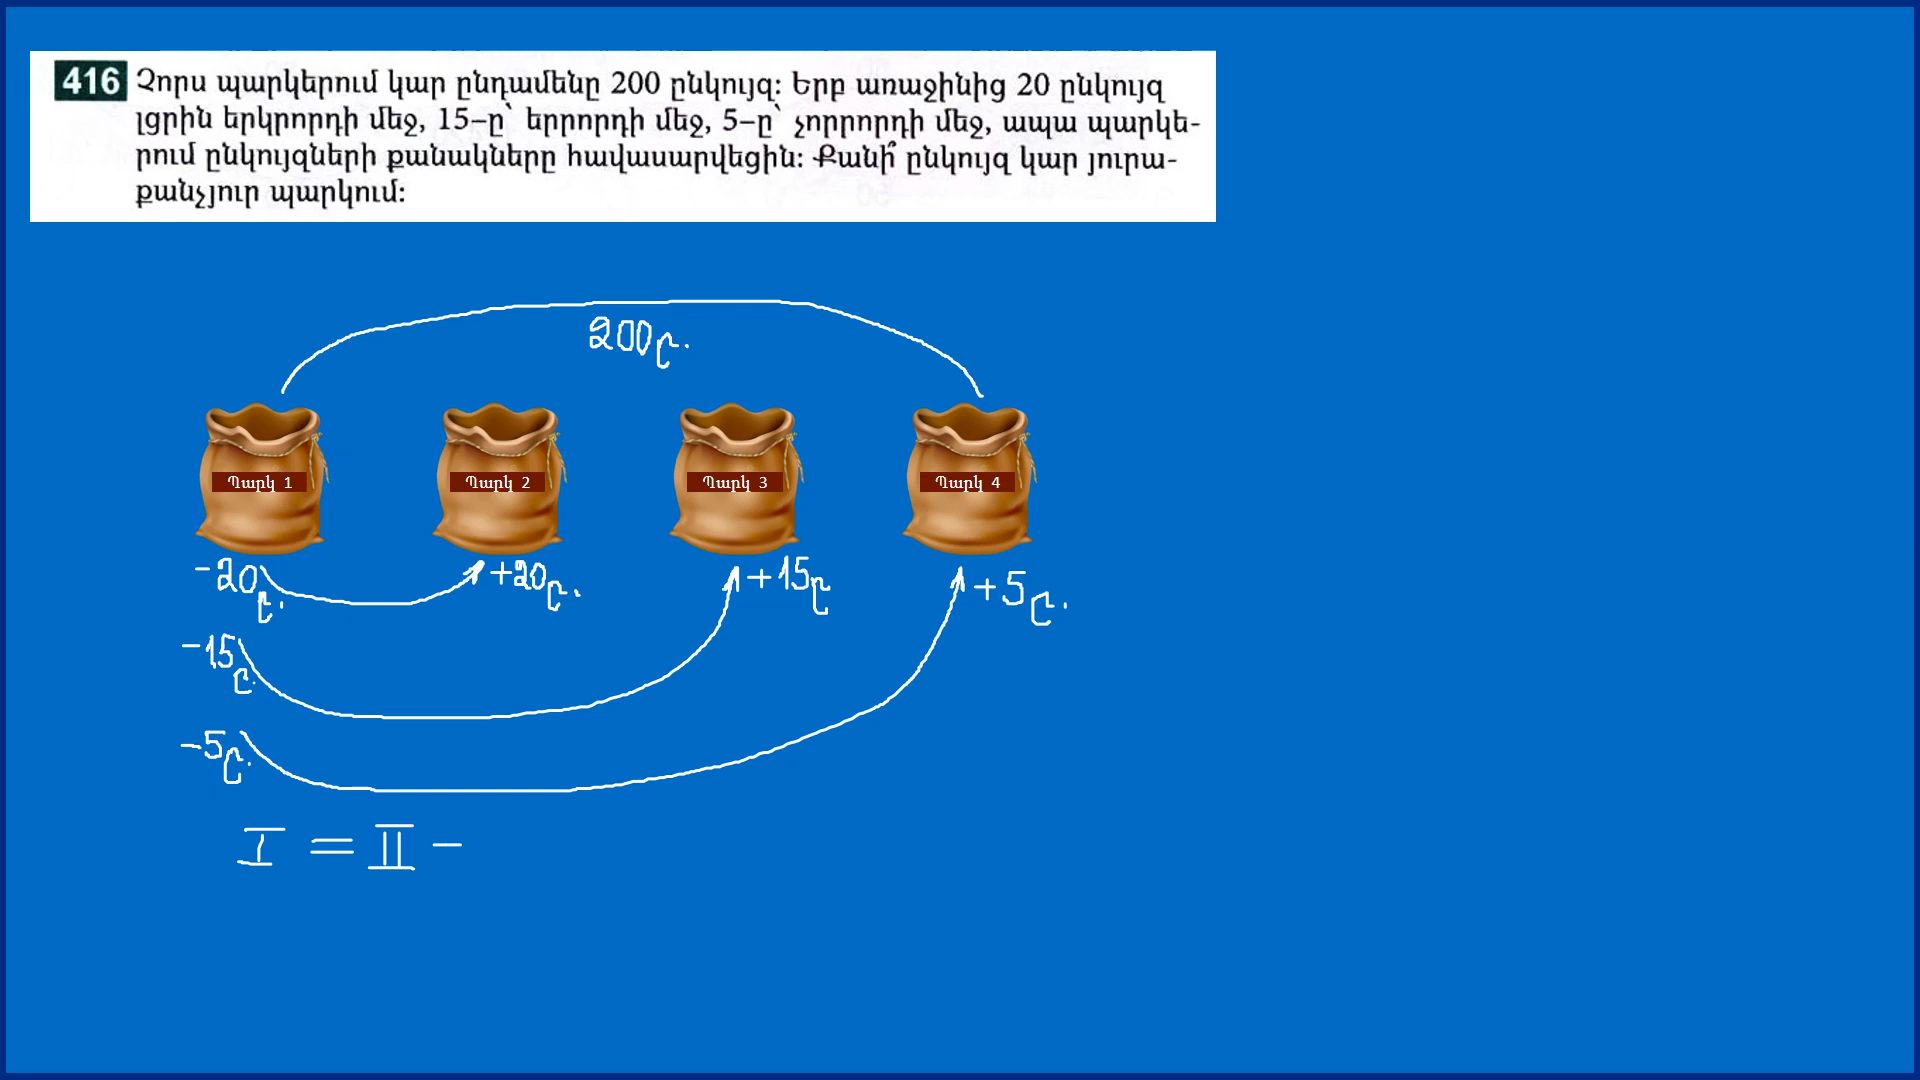 416 Չորս պարկերում կար ընդամենը 200 ընկույզ: Երբ առաջինից 20 ընկույզ
լցրին երկրորդի մեջ, 15–ը՝ երրորդի մեջ, 5–ը՝ չորրորդի մեջ, ապա պարկե-
րում ընկույզների քանակները հավասարվեցին: Քանի՞ ընկույզ կար յուրա-
քանչյուր պարկում:
200ը.
Պարկ 1 Պարկ 2 Պարկ 3 Պարկ 4
-20ը. +20ը. +15ը +5ը.
-15ը.
-5ը.
I = II -